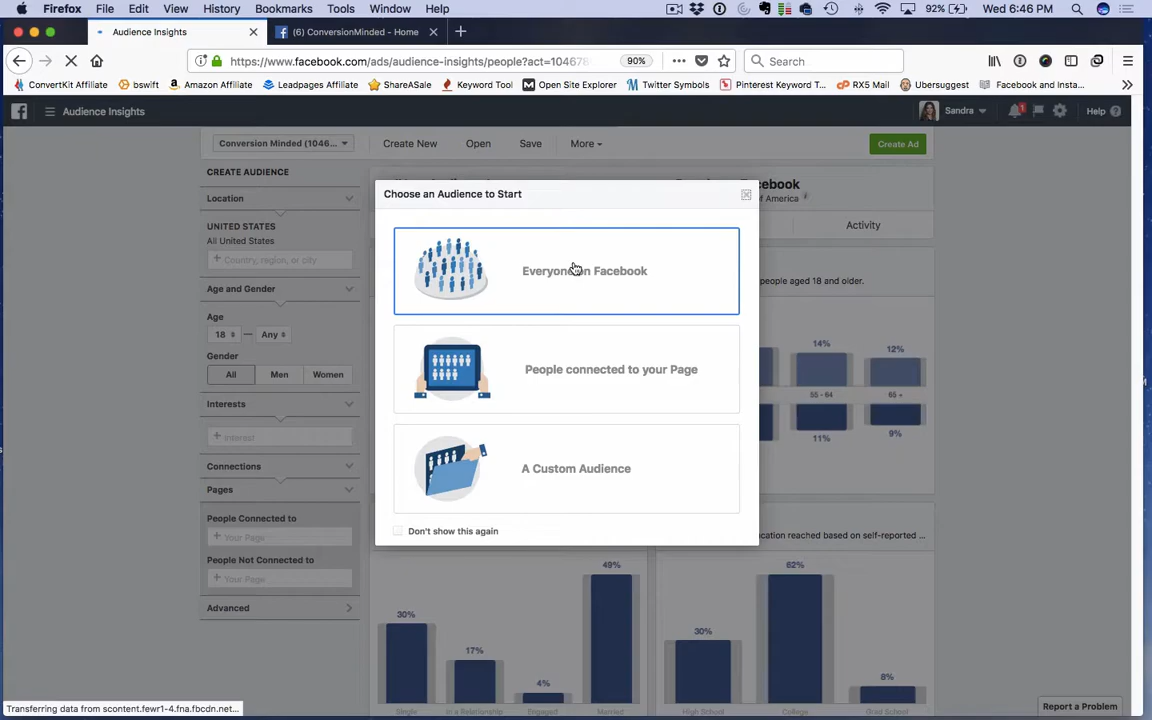 Firefox File Edit View History Bookmarks Tools Window Help 92% Wed 6:46 PM
Audience Insights (6) ConversionMinded - Home
https://www.facebook.com/ads/audience-insights/people?act=10467 90% Search
ConvertKit Affiliate bswift Amazon Affiliate Leadpages Affiliate ShareASale Keyword Tool Open Site Explorer Twitter Symbols Pinterest Keyword T... RX5 Mall Ubersuggest Facebook and Insta...
Audience Insights Sandra 1 Help
Conversion Minded (1046... Create New Open Save More Create Ad
CREATE AUDIENCE
Location
UNITED STATES
All United States
+ Country, region, or city
Age and Gender
Age
18 — Any
Gender
All Men Women
Interests
+ Interest
Connections
Pages
People Connected to
+ Your Page
People Not Connected to
+ Your Page
Advanced
Choose an Audience to Start
Everyone on Facebook
People connected to your Page
A Custom Audience
Don't show this again
of America
Activity
people aged 18 and older.
14% 12%
55 - 64 65 +
11% 9%
reached based on self-reported ...
30% 17% 4% 49%
Single In a Relationship Engaged Married
30% 62% 8%
High School College Grad School
Report a Problem
Transferring data from scontent.fewr1-4.fna.fbcdn.net...